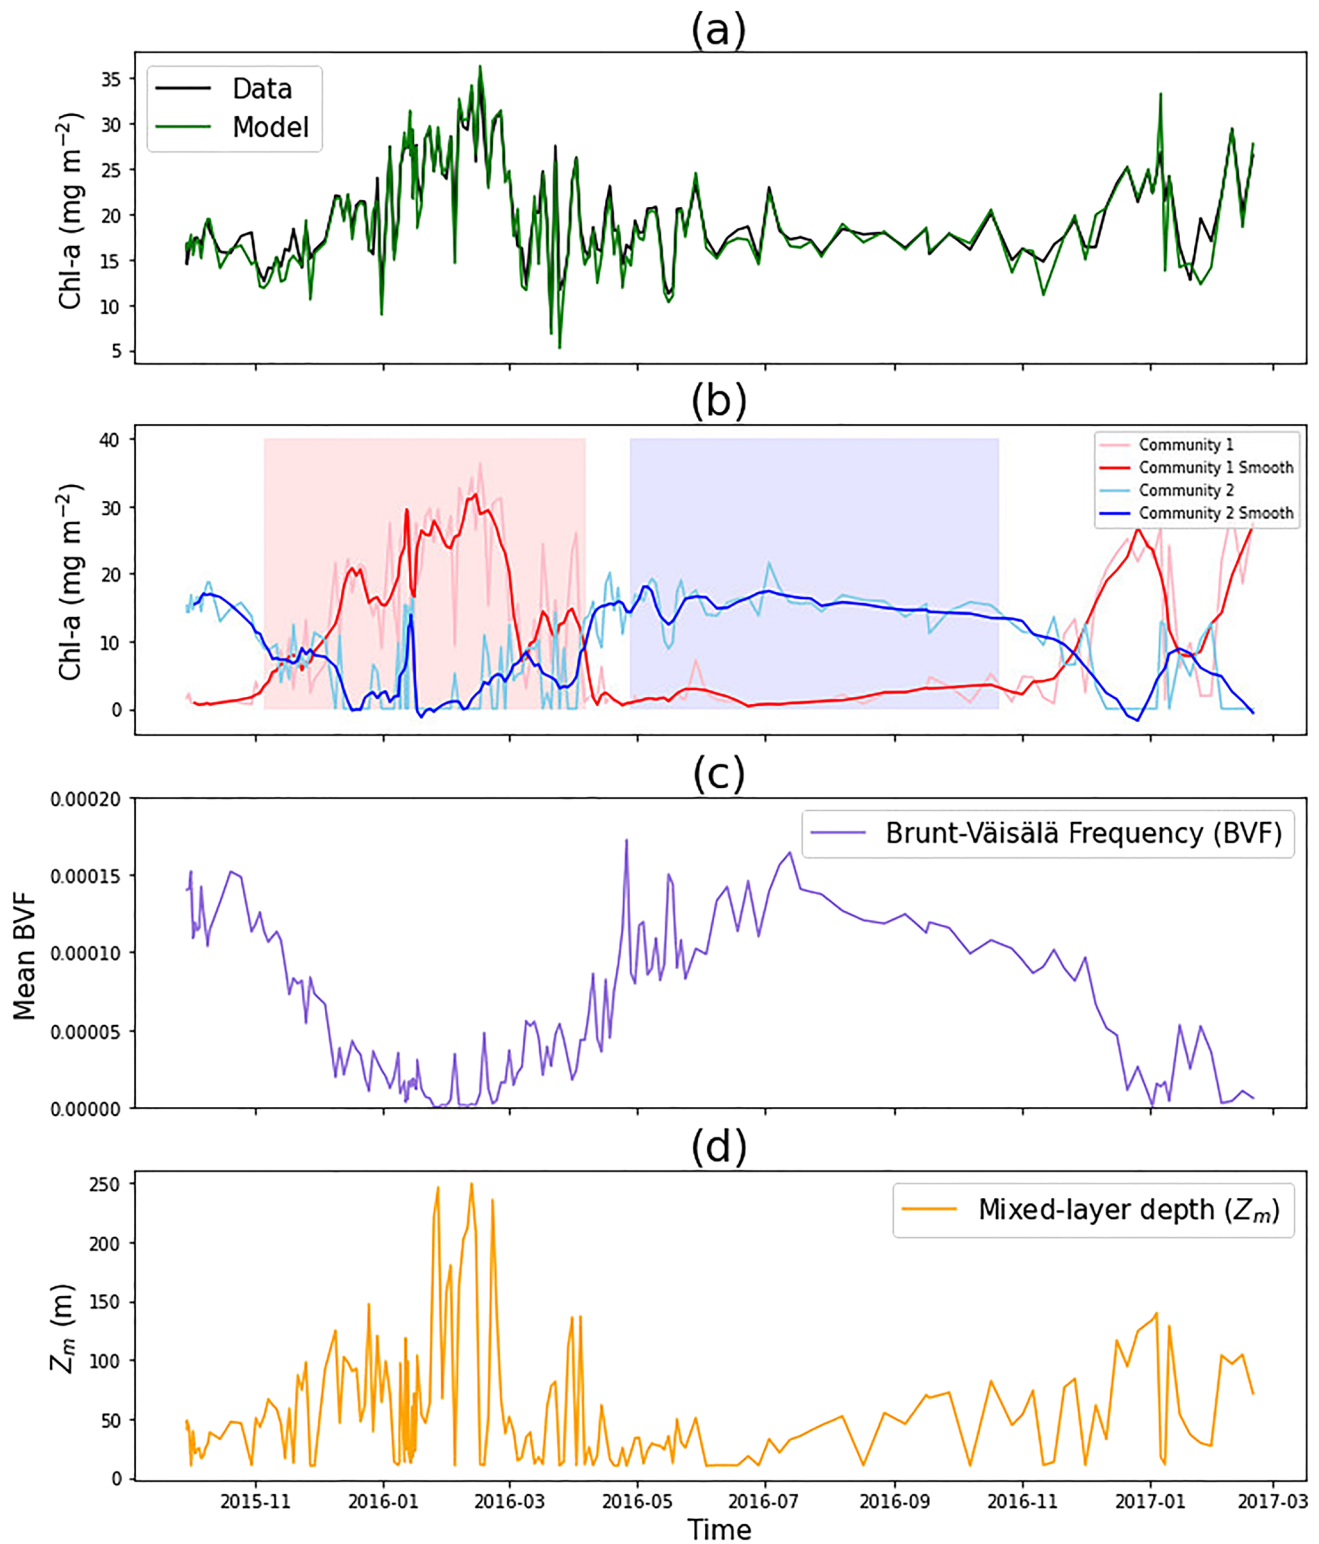 (a)
Chl-a (mg m⁻²)
35
30
25
20
15
10
5
Data
Model
(b)
Chl-a (mg m⁻²)
40
30
20
10
0
Community 1
Community 1 Smooth
Community 2
Community 2 Smooth
(c)
Mean BVF
0.00020
0.00015
0.00010
0.00005
0.00000
Brunt-Väisälä Frequency (BVF)
(d)
Zₘ (m)
250
200
150
100
50
0
Mixed-layer depth (Zₘ)
2015-11 2016-01 2016-03 2016-05 2016-07 2016-09 2016-11 2017-01 2017-03
Time